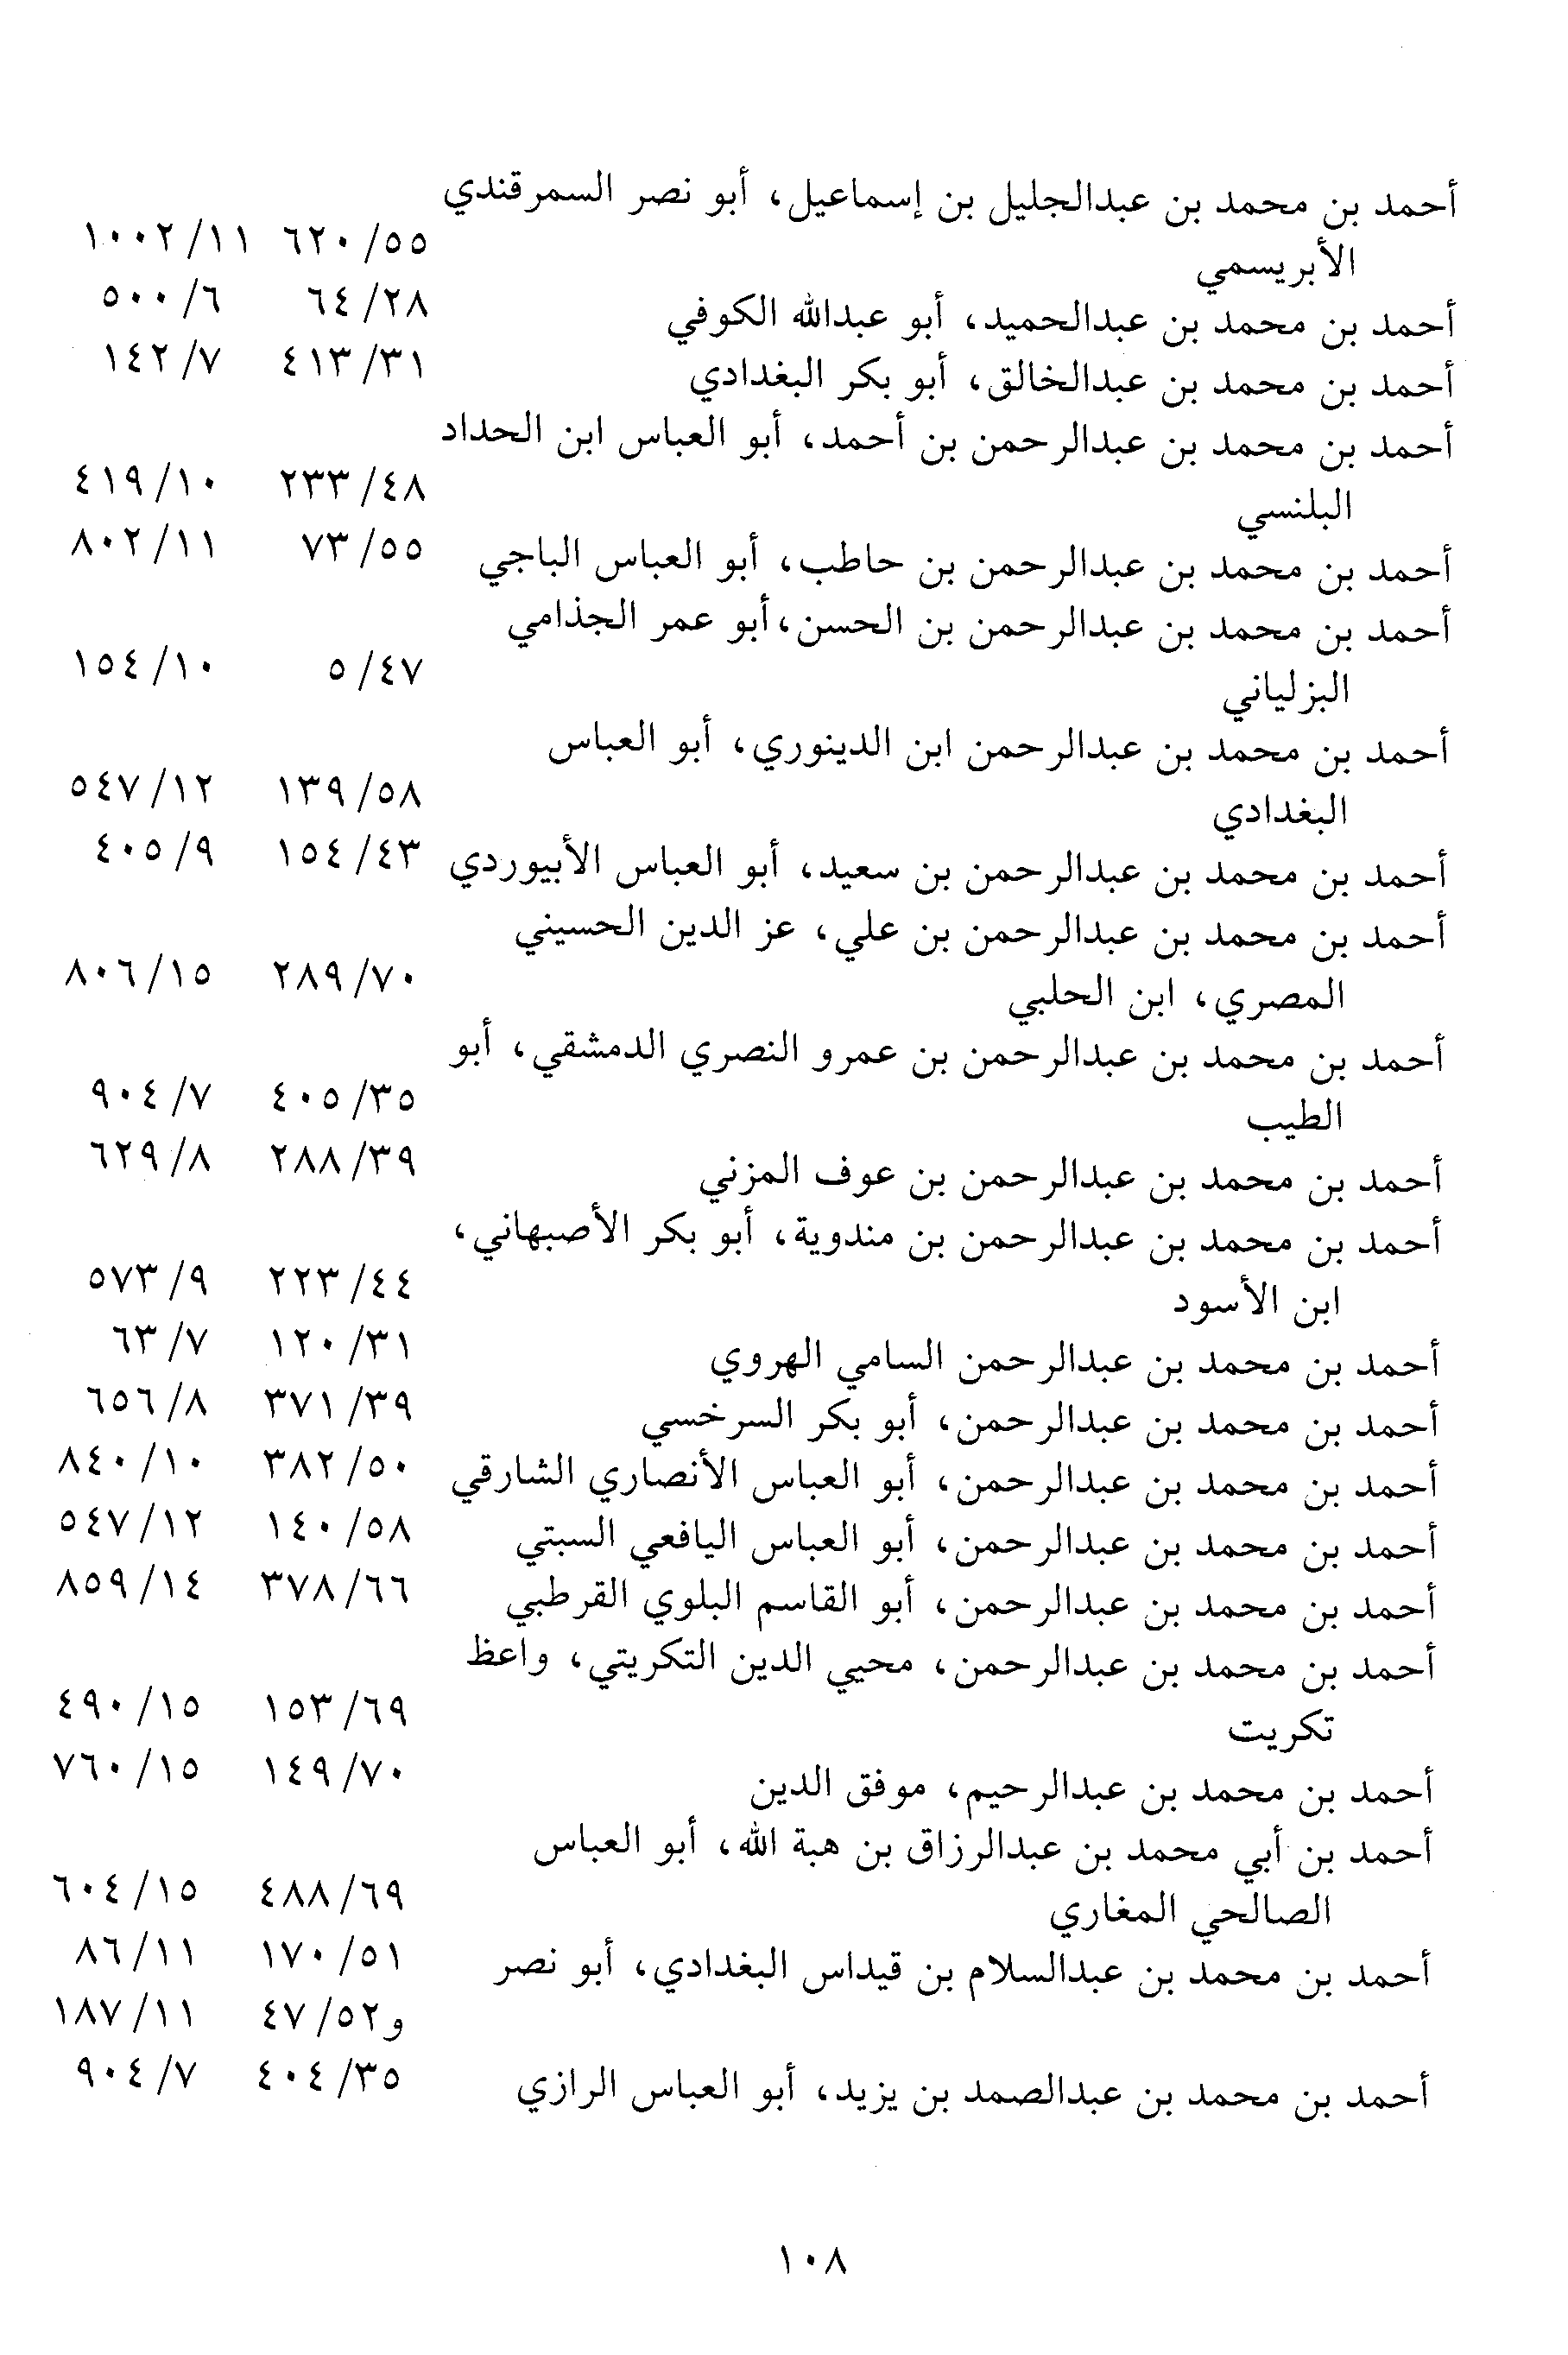 أحمد بن محمد بن عبدالجليل بن إسماعيل، أبو نصر السمرقندي
الأبريسمي ٥٥/ ٦٢٠ ١١/ ١٠٠٢
أحمد بن محمد بن عبدالحميد، أبو عبدالله الكوفي ٢٨/ ٦٤ ٦/ ٥٠٠
أحمد بن محمد بن عبدالخالق، أبو بكر البغدادي ٣١/ ٤١٣ ٧/ ١٤٢
أحمد بن محمد بن عبدالرحمن بن أحمد، أبو العباس ابن الحداد
البلنسي ٤٨/ ٢٣٣ ١٠/ ٤١٩
أحمد بن محمد بن عبدالرحمن بن حاطب، أبو العباس الباجي ٥٥/ ٧٣ ١١/ ٨٠٢
أحمد بن محمد بن عبدالرحمن بن الحسن، أبو عمر الجذامي
البزلياني ٤٧/ ٥ ١٠/ ١٥٤
أحمد بن محمد بن عبدالرحمن ابن الدينوري، أبو العباس
البغدادي ٥٨/ ١٣٩ ١٢/ ٥٤٧
أحمد بن محمد بن عبدالرحمن بن سعيد، أبو العباس الأبيوردي ٤٣/ ١٥٤ ٩/ ٤٠٥
أحمد بن محمد بن عبدالرحمن بن علي، عز الدين الحسيني
المصري، ابن الحلبي ٧٠/ ٢٨٩ ١٥/ ٨٠٦
أحمد بن محمد بن عبدالرحمن بن عمرو النصري الدمشقي، أبو
الطيب ٣٥/ ٤٠٥ ٧/ ٩٠٤
أحمد بن محمد بن عبدالرحمن بن عوف المزني ٣٩/ ٢٨٨ ٨/ ٦٢٩
أحمد بن محمد بن عبدالرحمن بن مندوية، أبو بكر الأصبهاني،
ابن الأسود ٤٤/ ٢٢٣ ٩/ ٥٧٣
أحمد بن محمد بن عبدالرحمن السامي الهروي ٣١/ ١٢٠ ٧/ ٦٣
أحمد بن محمد بن عبدالرحمن، أبو بكر السرخسي ٣٩/ ٣٧١ ٨/ ٦٥٦
أحمد بن محمد بن عبدالرحمن، أبو العباس الأنصاري الشارقي ٥٠/ ٣٨٢ ١٠/ ٨٤٠
أحمد بن محمد بن عبدالرحمن، أبو العباس اليافعي السبتي ٥٨/ ١٤٠ ١٢/ ٥٤٧
أحمد بن محمد بن عبدالرحمن، أبو القاسم البلوي القرطبي ٦٦/ ٣٧٨ ١٤/ ٨٥٩
أحمد بن محمد بن عبدالرحمن، محيي الدين التكريتي، واعظ
تكريت ٦٩/ ١٥٣ ١٥/ ٤٩٠
أحمد بن محمد بن عبدالرحيم، موفق الدين ٧٠/ ١٤٩ ١٥/ ٧٦٠
أحمد بن أبي محمد بن عبدالرزاق بن هبة الله، أبو العباس
الصالحي المغاري ٦٩/ ٤٨٨ ١٥/ ٦٠٤
أحمد بن محمد بن عبدالسلام بن قيداس البغدادي، أبو نصر ٥١/ ١٧٠ ١١/ ٨٦
و٥٢/ ٤٧ ١١/ ١٨٧
أحمد بن محمد بن عبدالصمد بن يزيد، أبو العباس الرازي ٣٥/ ٤٠٤ ٧/ ٩٠٤
١٠٨